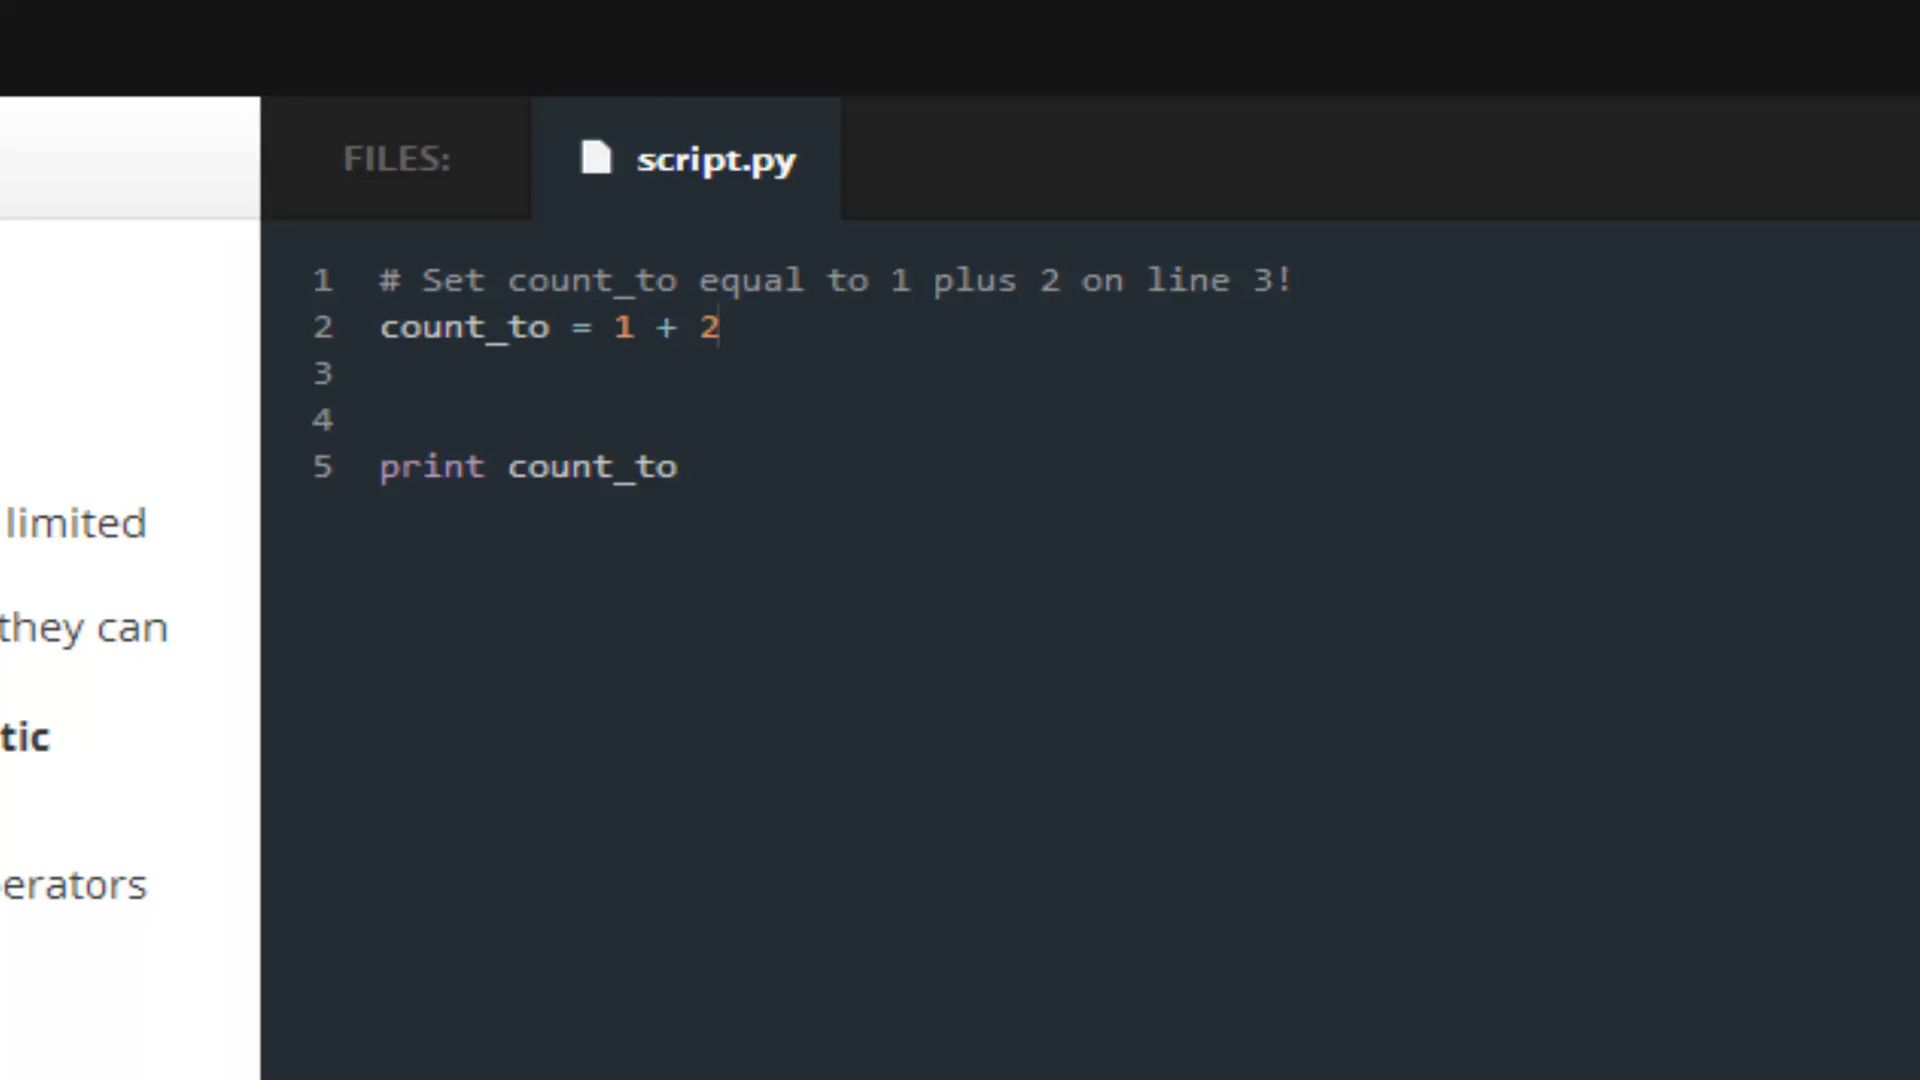 FILES:
script.py
1 # Set count_to equal to 1 plus 2 on line 3!
2 count_to = 1 + 2
3
4
5 print count_to
limited
they can
tic
erators